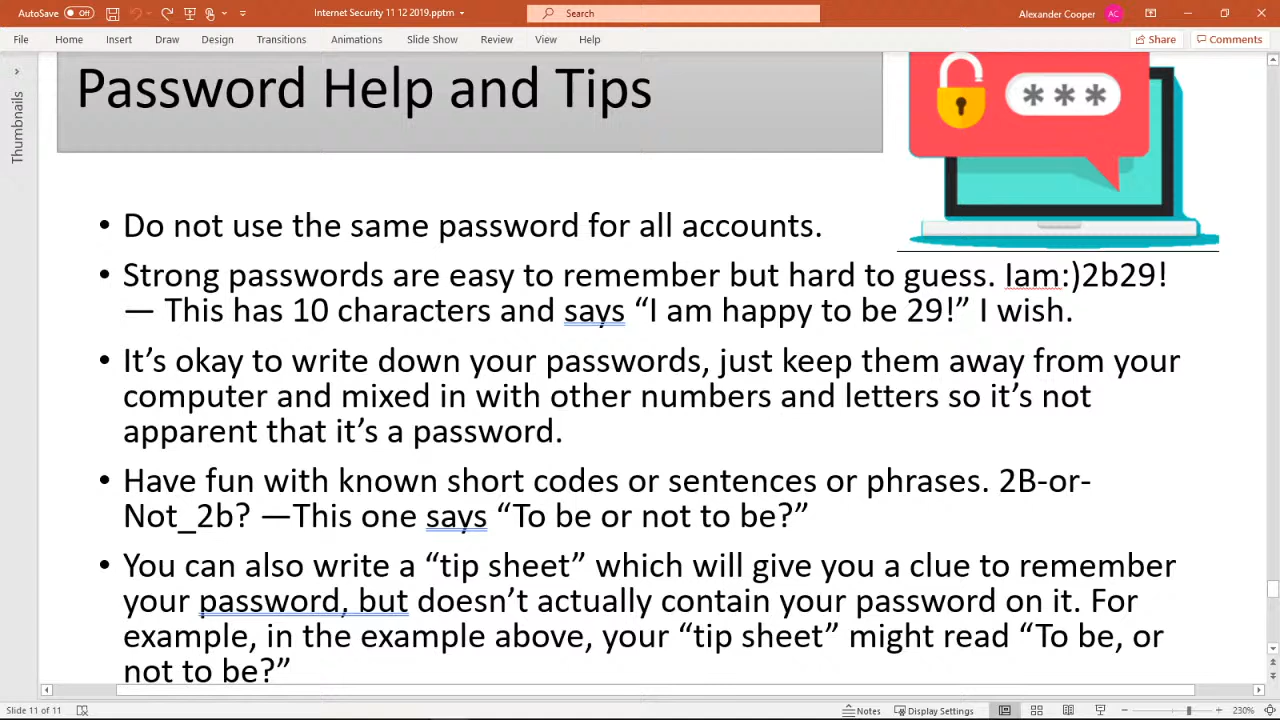 AutoSave Off Internet Security 11 12 2019.pptm Search Alexander Cooper AC
File Home Insert Draw Design Transitions Animations Slide Show Review View Help Share Comments
Thumbnails
Password Help and Tips
***
• Do not use the same password for all accounts.
• Strong passwords are easy to remember but hard to guess. Iam:)2b29!
— This has 10 characters and says “I am happy to be 29!” I wish.
• It’s okay to write down your passwords, just keep them away from your
computer and mixed in with other numbers and letters so it’s not
apparent that it’s a password.
• Have fun with known short codes or sentences or phrases. 2B-or-
Not_2b? —This one says “To be or not to be?”
• You can also write a “tip sheet” which will give you a clue to remember
your password, but doesn’t actually contain your password on it. For
example, in the example above, your “tip sheet” might read “To be, or
not to be?”
Slide 11 of 11 Notes Display Settings 230%